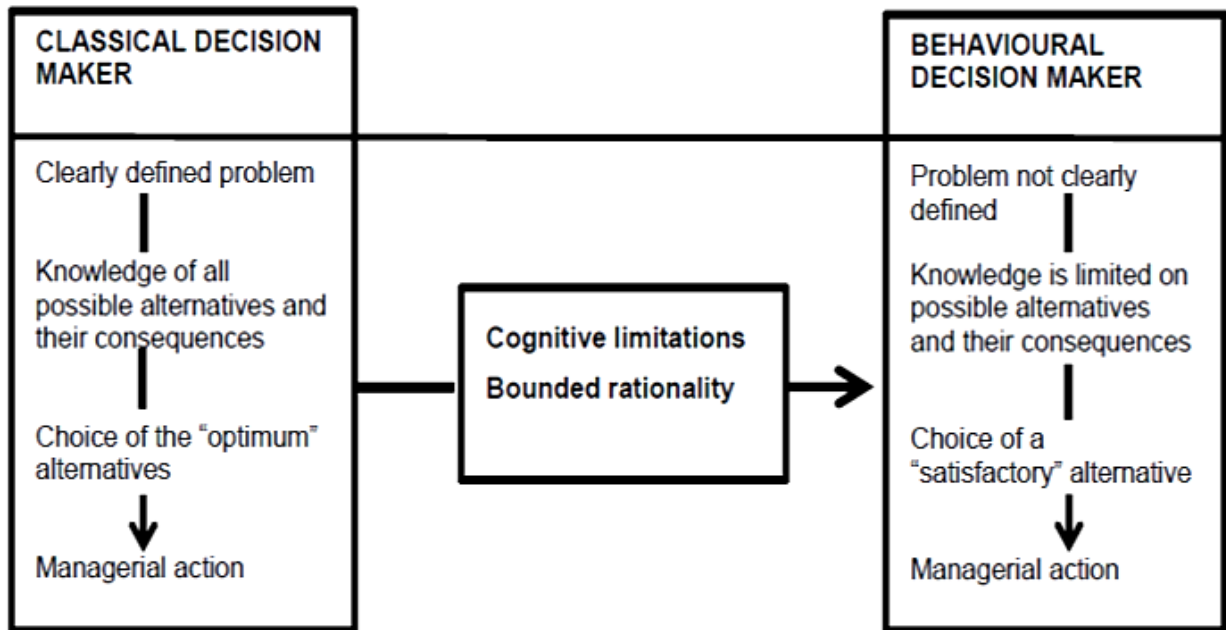 CLASSICAL DECISION
MAKER
Clearly defined problem
Knowledge of all
possible alternatives and
their consequences
Choice of the “optimum”
alternatives
Managerial action
Cognitive limitations
Bounded rationality
BEHAVIOURAL
DECISION MAKER
Problem not clearly
defined
Knowledge is limited on
possible alternatives
and their consequences
Choice of a
“satisfactory” alternative
Managerial action